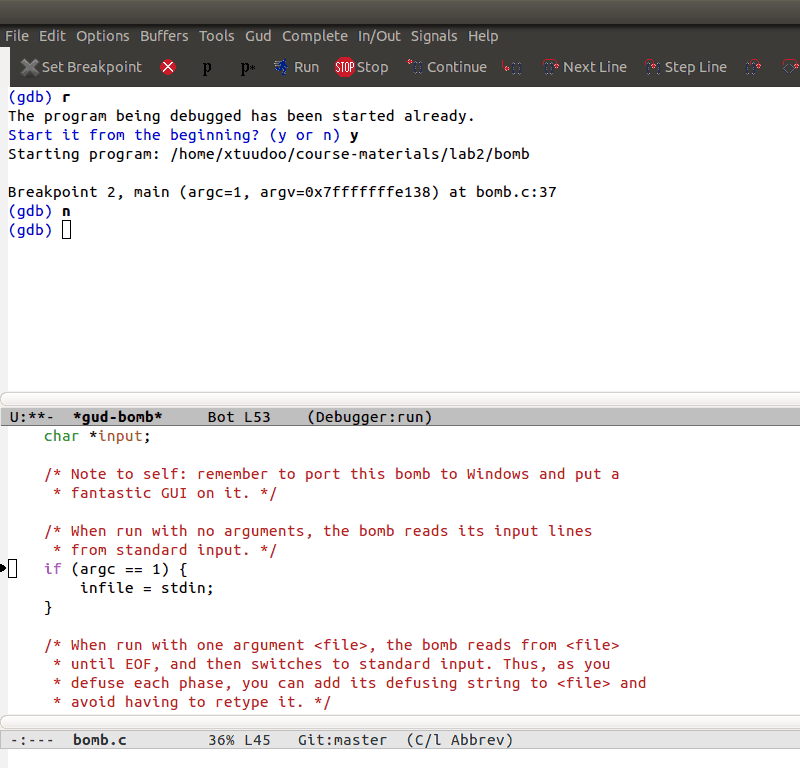 File Edit Options Buffers Tools Gud Complete In/Out Signals Help
Set Breakpoint p p* Run STOP Stop Continue Next Line Step Line
(gdb) r
The program being debugged has been started already.
Start it from the beginning? (y or n) y
Starting program: /home/xtuudoo/course-materials/lab2/bomb
Breakpoint 2, main (argc=1, argv=0x7fffffffe138) at bomb.c:37
(gdb) n
(gdb)
U:**-  *gud-bomb*     Bot L53    (Debugger:run)
char *input;
/* Note to self: remember to port this bomb to Windows and put a
* fantastic GUI on it. */
/* When run with no arguments, the bomb reads its input lines
* from standard input. */
if (argc == 1) {
infile = stdin;
}
/* When run with one argument <file>, the bomb reads from <file>
* until EOF, and then switches to standard input. Thus, as you
* defuse each phase, you can add its defusing string to <file> and
* avoid having to retype it. */
-:---  bomb.c         36% L45   Git:master  (C/l Abbrev)